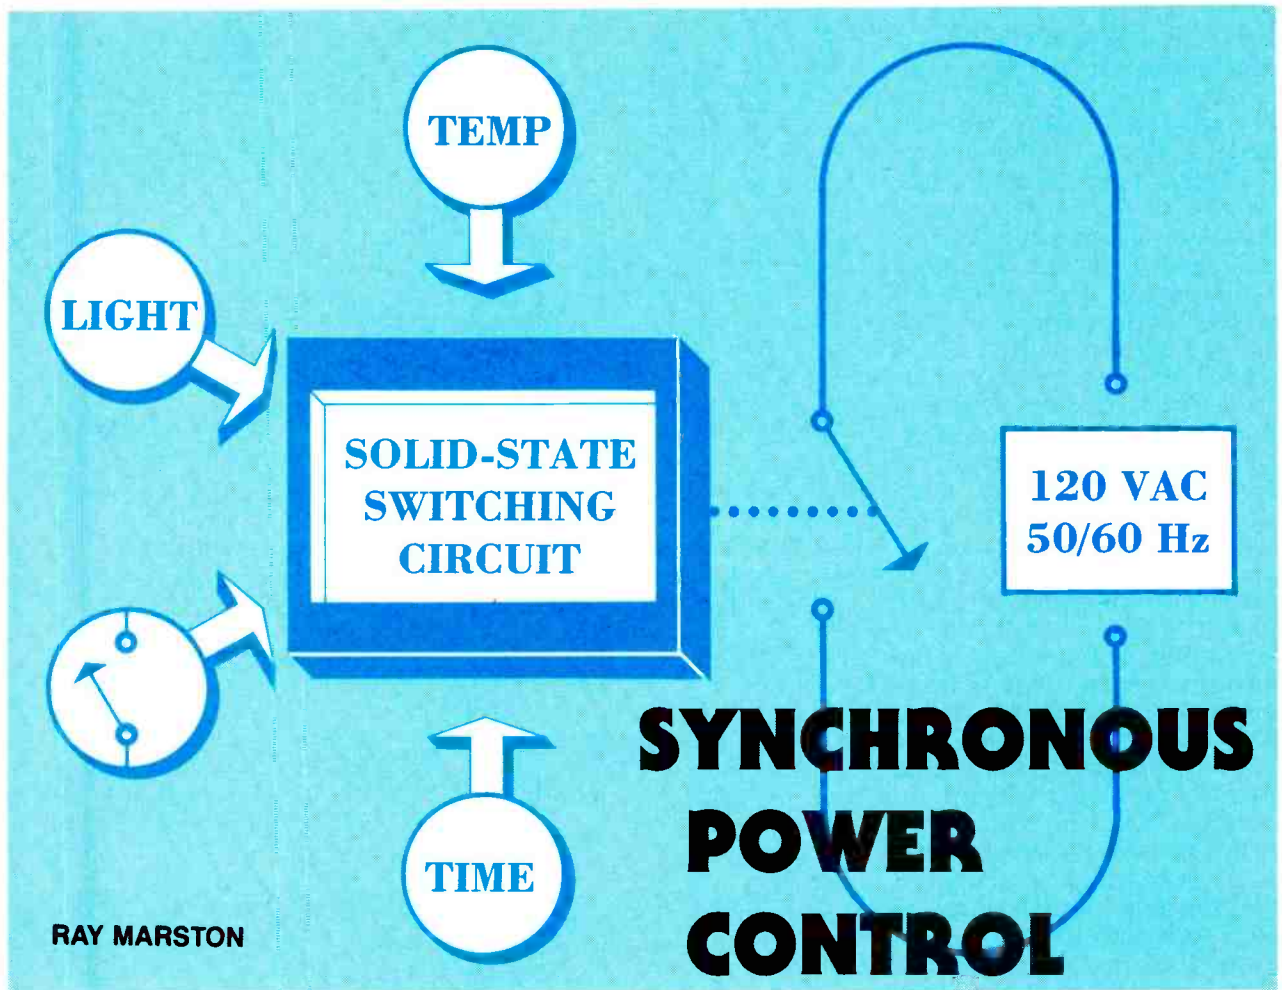 TEMP
LIGHT
SOLID-STATE
SWITCHING
CIRCUIT
120 VAC
50/60 Hz
TIME
SYNCHRONOUS
POWER
CONTROL
RAY MARSTON